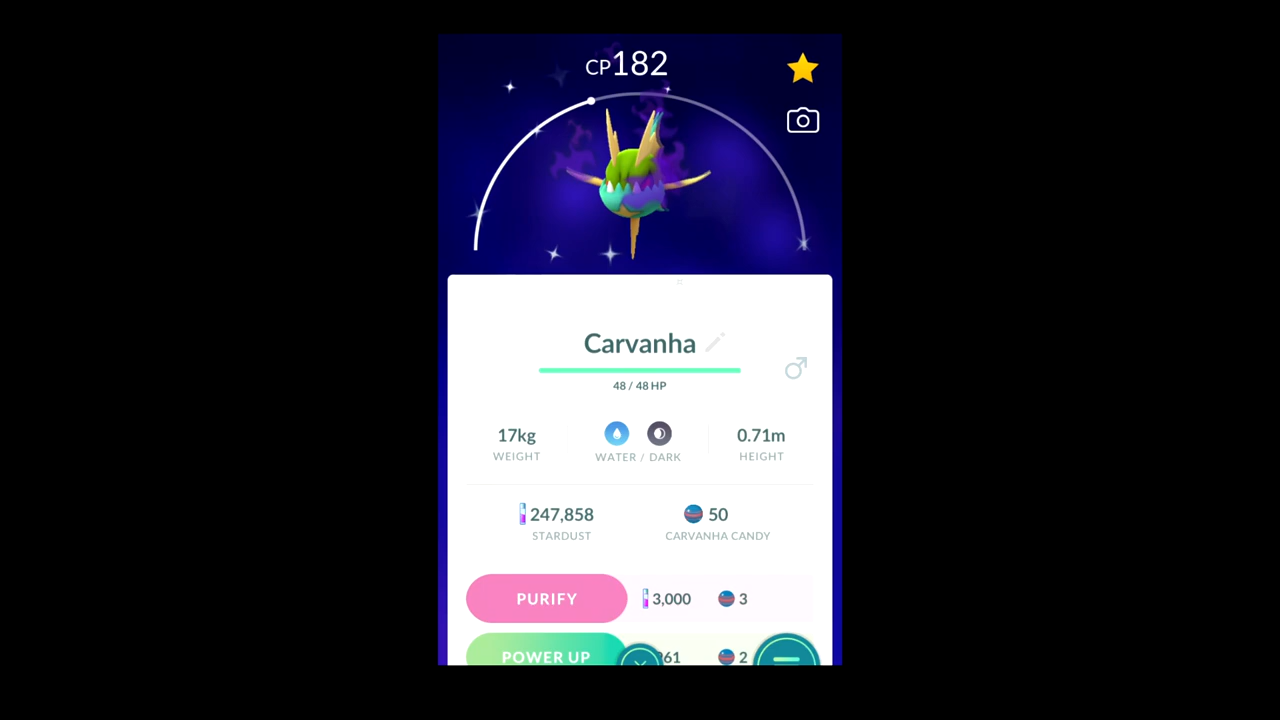 CP182
Carvanha
48 / 48 HP
17kg
WEIGHT
WATER / DARK
0.71m
HEIGHT
247,858
STARDUST
50
CARVANHA CANDY
PURIFY
3,000
3
POWER UP
361
2